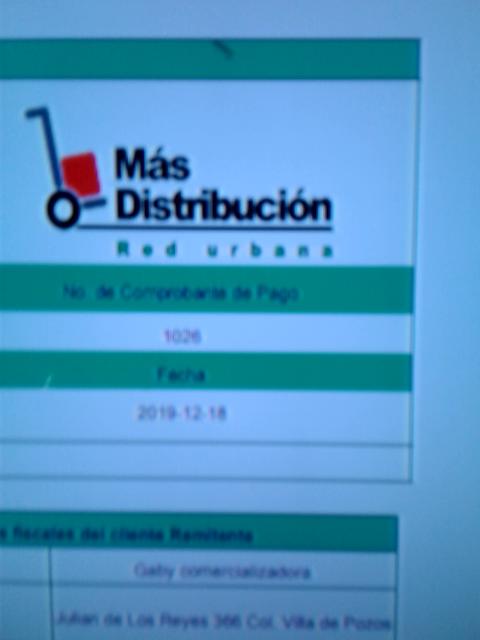 Más
Distribución
Red urbana
No. de Comprobante de Pago
1026
Fecha
2019-12-18
s fiscales del cliente Remitente
Gaby comercializadora
Julian de Los Reyes 366 Col. Villa de Pozos